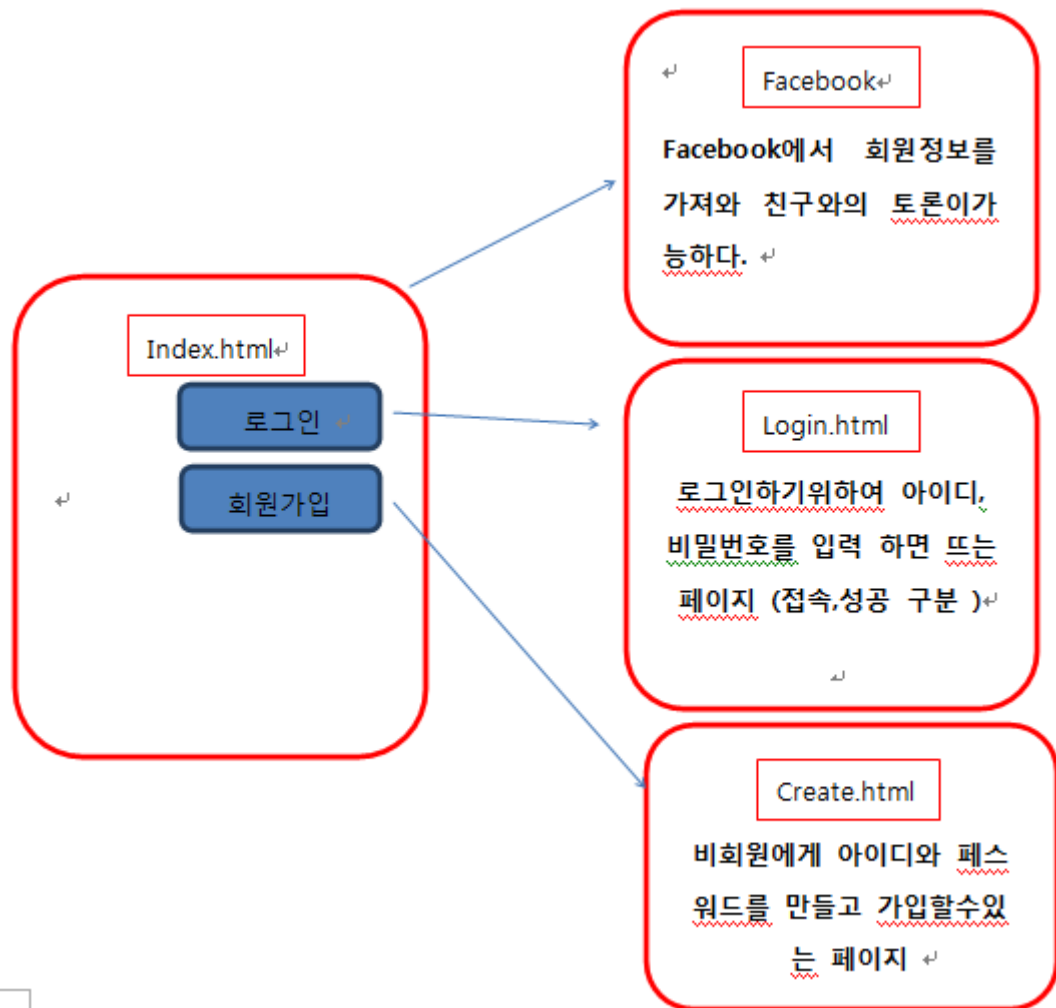 Index.html
로그인
회원가입
Facebook
Facebook에서 회원정보를
가져와 친구와의 토론이가
능하다.
Login.html
로그인하기위하여 아이디,
비밀번호를 입력 하면 뜨는
페이지 (접속,성공 구분 )
Create.html
비회원에게 아이디와 페스
워드를 만들고 가입할수있
는 페이지